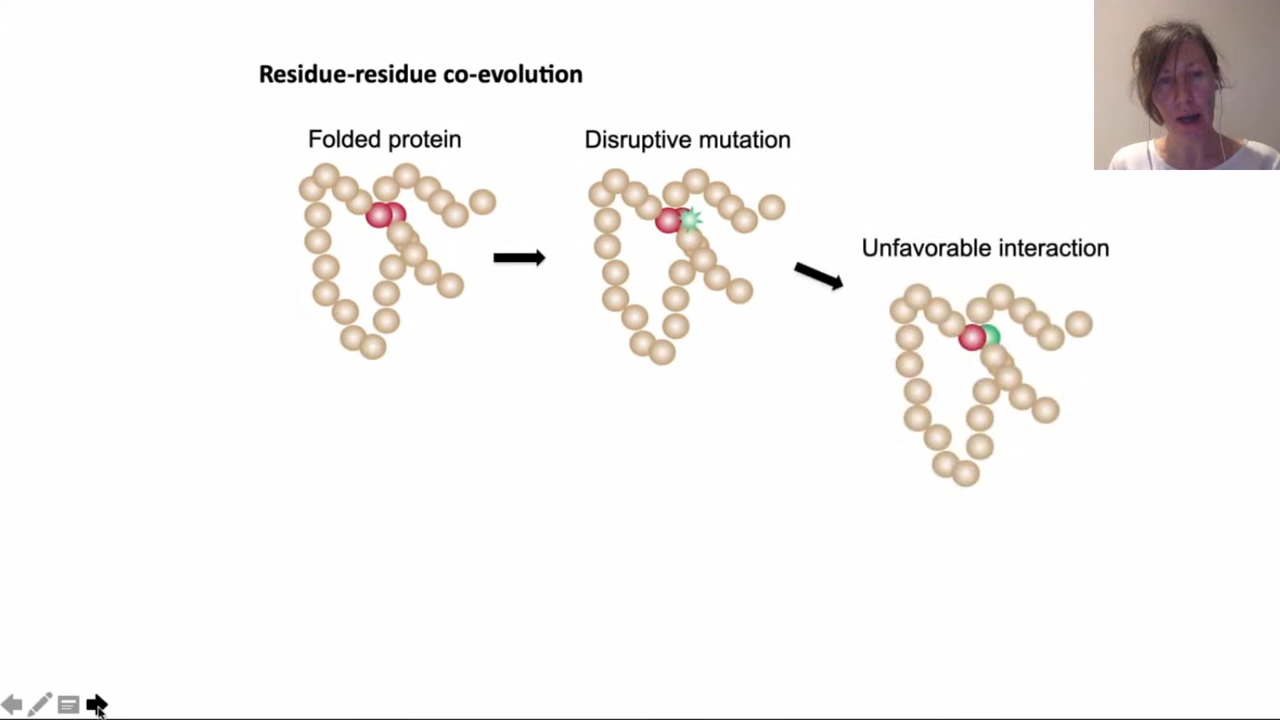 Residue-residue co-evolution
Folded protein
Disruptive mutation
Unfavorable interaction